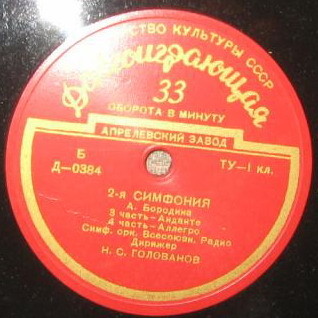 СТВО КУЛЬТУРЫ СССР
Долгоиграющая
33
ОБОРОТА В МИНУТУ
АПРЕЛЕВСКИЙ ЗАВОД
Б
Д—0384
ТУ—I кл.
2-я СИМФОНИЯ
А. Бородина
3 часть—Анданте
4 часть—Аллегро
Симф. орк. Всесоюзн. Радио
Дирижер
Н. С. ГОЛОВАНОВ